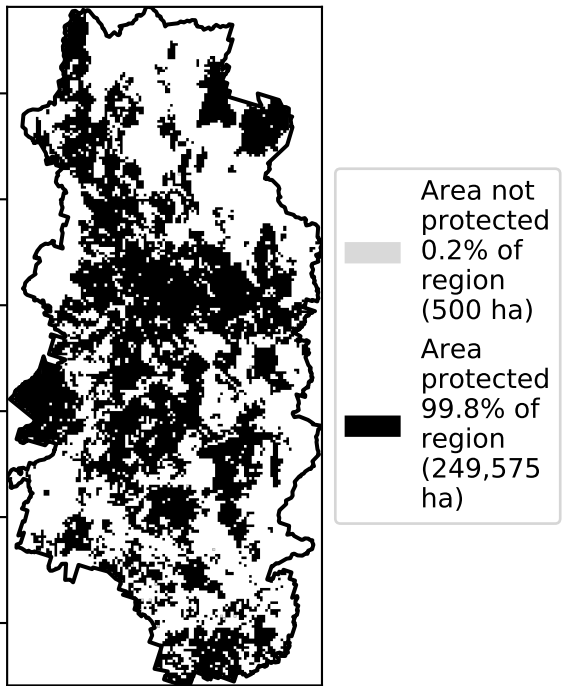 Area not
protected
0.2% of
region
(500 ha)
Area
protected
99.8% of
region
(249,575
ha)